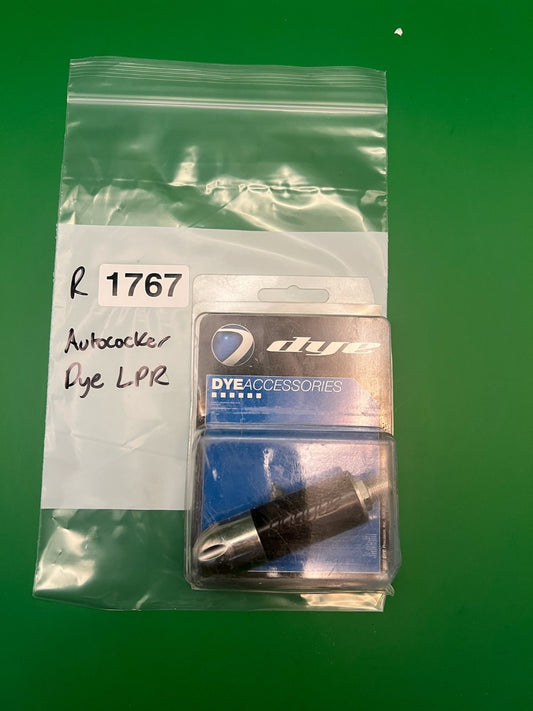 R 1767
Autococker
Dye LPR
dye
DYEACCESSORIES